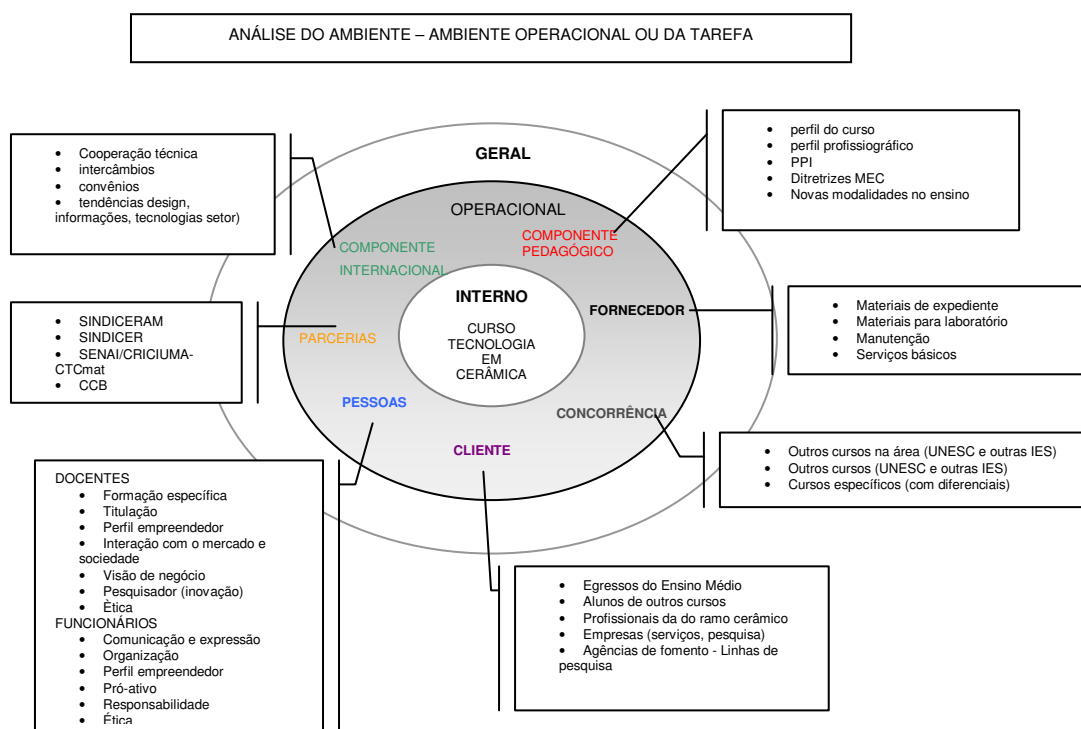 ANÁLISE DO AMBIENTE – AMBIENTE OPERACIONAL OU DA TAREFA
• Cooperação técnica
• intercâmbios
• convênios
• tendências design,
informações, tecnologias setor)
GERAL
• perfil do curso
• perfil profissiográfico
• PPI
• Ditretrizes MEC
• Novas modalidades no ensino
OPERACIONAL
COMPONENTE
INTERNACIONAL
COMPONENTE
PEDAGÓGICO
INTERNO
CURSO
TECNOLOGIA
EM
CERÂMICA
FORNECEDOR
• Materiais de expediente
• Materiais para laboratório
• Manutenção
• Serviços básicos
• SINDICERAM
• SINDICER
• SENAI/CRICIUMA-
CTCmat
• CCB
PARCERIAS
PESSOAS
CONCORRÊNCIA
CLIENTE
• Outros cursos na área (UNESC e outras IES)
• Outros cursos (UNESC e outras IES)
• Cursos específicos (com diferenciais)
DOCENTES
• Formação específica
• Titulação
• Perfil empreendedor
• Interação com o mercado e
sociedade
• Visão de negócio
• Pesquisador (inovação)
• Ètica
FUNCIONÁRIOS
• Comunicação e expressão
• Organização
• Perfil empreendedor
• Pró-ativo
• Responsabilidade
• Ética
• Egressos do Ensino Médio
• Alunos de outros cursos
• Profissionais da do ramo cerâmico
• Empresas (serviços, pesquisa)
• Agências de fomento - Linhas de
pesquisa